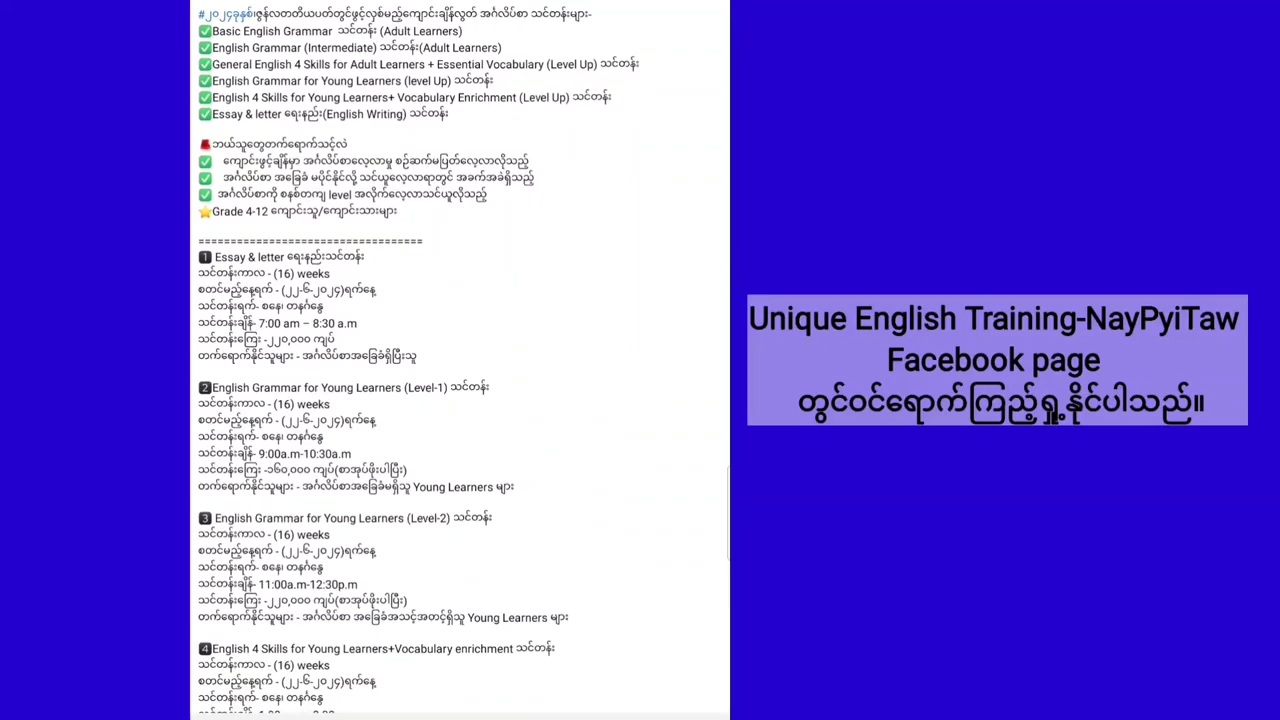 #၂၀၂၄ခုနှစ်၊ဇွန်လတတိယပတ်တွင်ဖွင့်လှစ်မည့်ကျောင်းချိန်လွတ် အင်္ဂလိပ်စာ သင်တန်းများ-
✅Basic English Grammar သင်တန်း (Adult Learners)
✅English Grammar (Intermediate) သင်တန်း(Adult Learners)
✅General English 4 Skills for Adult Learners + Essential Vocabulary (Level Up) သင်တန်း
✅English Grammar for Young Learners (level Up) သင်တန်း
✅English 4 Skills for Young Learners+ Vocabulary Enrichment (Level Up) သင်တန်း
✅Essay & letter ရေးနည်း(English Writing) သင်တန်း
ဘယ်သူတွေတက်ရောက်သင့်လဲ
✅ ကျောင်းဖွင့်ချိန်မှာ အင်္ဂလိပ်စာလေ့လာမှု စဉ်ဆက်မပြတ်လေ့လာလိုသည့်
✅ အင်္ဂလိပ်စာ အခြေခံ မပိုင်နိုင်လို့ သင်ယူလေ့လာရာတွင် အခက်အခဲရှိသည့်
✅ အင်္ဂလိပ်စာကို စနစ်တကျ level အလိုက်လေ့လာသင်ယူလိုသည့်
⭐Grade 4-12 ကျောင်းသူ/ကျောင်းသားများ
===================================
1 Essay & letter ရေးနည်းသင်တန်း
သင်တန်းကာလ - (16) weeks
စတင်မည့်နေ့ရက် - (၂၂-၆-၂၀၂၄)ရက်နေ့
သင်တန်းရက်- စနေ၊ တနင်္ဂနွေ
သင်တန်းချိန်- 7:00 am – 8:30 a.m
သင်တန်းကြေး -၂၂၀,၀၀၀ ကျပ်
တက်ရောက်နိုင်သူများ - အင်္ဂလိပ်စာအခြေခံရှိပြီးသူ
2 English Grammar for Young Learners (Level-1) သင်တန်း
သင်တန်းကာလ - (16) weeks
စတင်မည့်နေ့ရက် - (၂၂-၆-၂၀၂၄)ရက်နေ့
သင်တန်းရက်- စနေ၊ တနင်္ဂနွေ
သင်တန်းချိန်- 9:00a.m-10:30a.m
သင်တန်းကြေး -၁၆၀,၀၀၀ ကျပ်(စာအုပ်ဖိုးပါပြီး)
တက်ရောက်နိုင်သူများ - အင်္ဂလိပ်စာအခြေခံမရှိသူ Young Learners များ
3 English Grammar for Young Learners (Level-2) သင်တန်း
သင်တန်းကာလ - (16) weeks
စတင်မည့်နေ့ရက် - (၂၂-၆-၂၀၂၄)ရက်နေ့
သင်တန်းရက်- စနေ၊ တနင်္ဂနွေ
သင်တန်းချိန်- 11:00a.m-12:30p.m
သင်တန်းကြေး -၂၂၀,၀၀၀ ကျပ်(စာအုပ်ဖိုးပါပြီး)
တက်ရောက်နိုင်သူများ - အင်္ဂလိပ်စာ အခြေခံအသင့်အတင့်ရှိသူ Young Learners များ
4 English 4 Skills for Young Learners+Vocabulary enrichment သင်တန်း
သင်တန်းကာလ - (16) weeks
စတင်မည့်နေ့ရက် - (၂၂-၆-၂၀၂၄)ရက်နေ့
သင်တန်းရက်- စနေ၊ တနင်္ဂနွေ
Unique English Training-NayPyiTaw
Facebook page
တွင်ဝင်ရောက်ကြည့်ရှု့နိုင်ပါသည်။